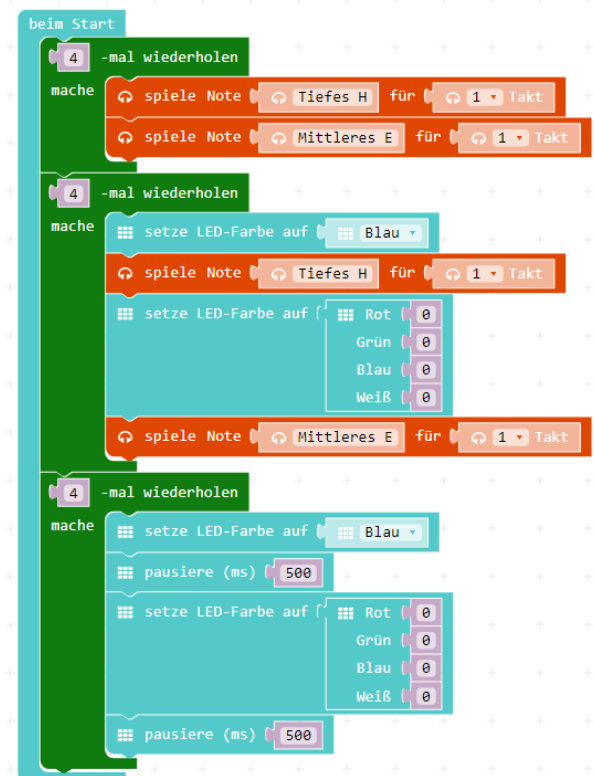 beim Start
4 -mal wiederholen
mache spiele Note Tiefes H für 1 Takt
spiele Note Mittleres E für 1 Takt
4 -mal wiederholen
mache setze LED-Farbe auf Blau
spiele Note Tiefes H für 1 Takt
setze LED-Farbe auf Rot 0
Grün 0
Blau 0
Weiß 0
spiele Note Mittleres E für 1 Takt
4 -mal wiederholen
mache setze LED-Farbe auf Blau
pausiere (ms) 500
setze LED-Farbe auf Rot 0
Grün 0
Blau 0
Weiß 0
pausiere (ms) 500